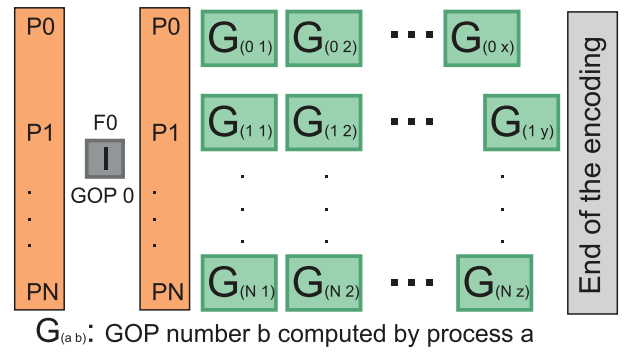 P0
P1
.
.
.
PN
F0
I
GOP 0
P0
P1
.
.
.
PN
G(0 1) G(0 2) ... G(0 x)
G(1 1) G(1 2) ... G(1 y)
. . .
. . .
. . .
G(N 1) G(N 2) ... G(N z)
End of the encoding
G(a b): GOP number b computed by process a